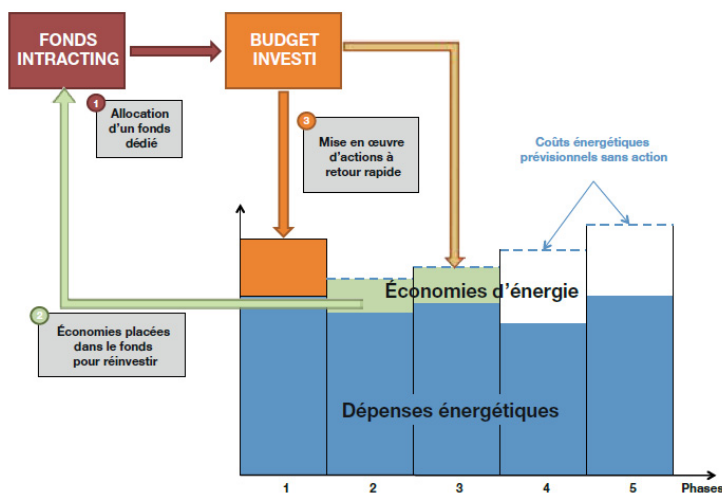 FONDS
INTRACTING
BUDGET
INVESTI
1
Allocation
d'un fonds
dédié
3
Mise en œuvre
d'actions à
retour rapide
Coûts énergétiques
prévisionnels sans action
Économies d'énergie
2
Économies placées
dans le fonds
pour réinvestir
Dépenses énergétiques
1 2 3 4 5 Phases